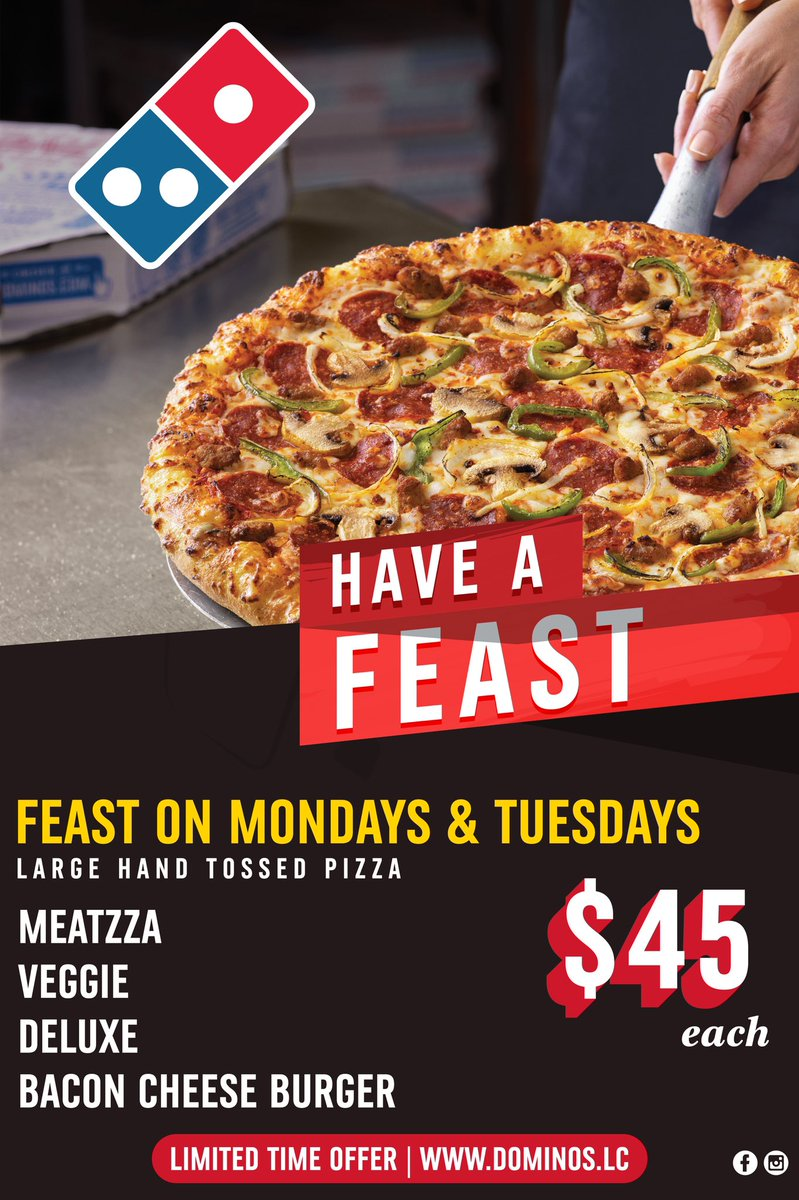 HAVE A
FEAST
FEAST ON MONDAYS & TUESDAYS
LARGE HAND TOSSED PIZZA
MEATZZA
VEGGIE
DELUXE
BACON CHEESE BURGER
$45
each
LIMITED TIME OFFER | WWW.DOMINOS.LC